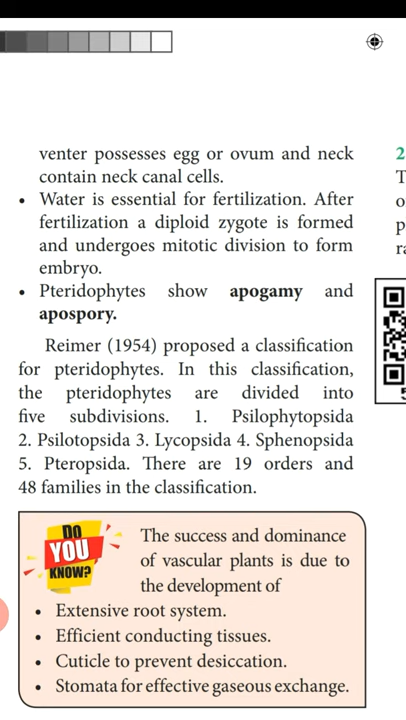 venter possesses egg or ovum and neck
contain neck canal cells.
• Water is essential for fertilization. After
fertilization a diploid zygote is formed
and undergoes mitotic division to form
embryo.
• Pteridophytes show apogamy and
apospory.
Reimer (1954) proposed a classification
for pteridophytes. In this classification,
the pteridophytes are divided into
five subdivisions. 1. Psilophytopsida
2. Psilotopsida 3. Lycopsida 4. Sphenopsida
5. Pteropsida. There are 19 orders and
48 families in the classification.
DO
YOU
KNOW?
The success and dominance
of vascular plants is due to
the development of
• Extensive root system.
• Efficient conducting tissues.
• Cuticle to prevent desiccation.
• Stomata for effective gaseous exchange.
2
T
o
p
ra